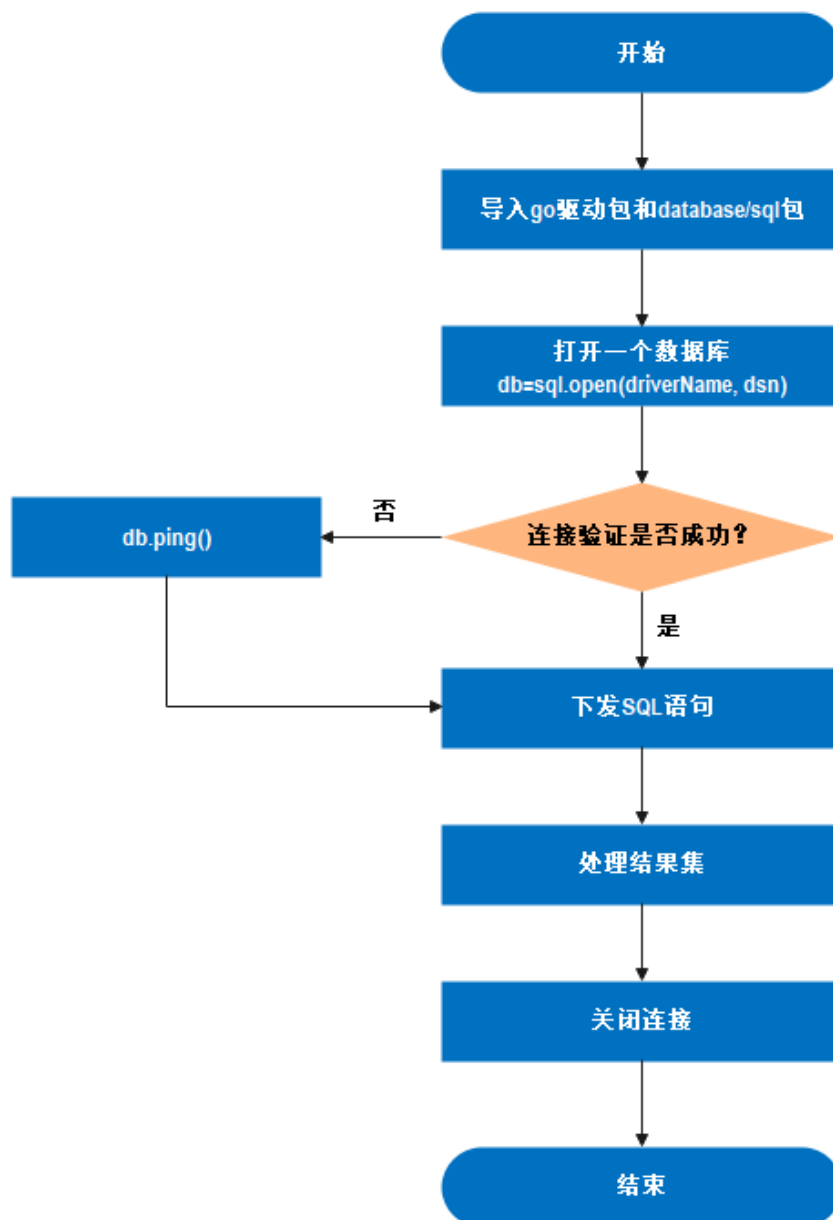 开始
导入go驱动包和database/sql包
打开一个数据库
db=sql.open(driverName, dsn)
连接验证是否成功？
否
db.ping()
是
下发SQL语句
处理结果集
关闭连接
结束